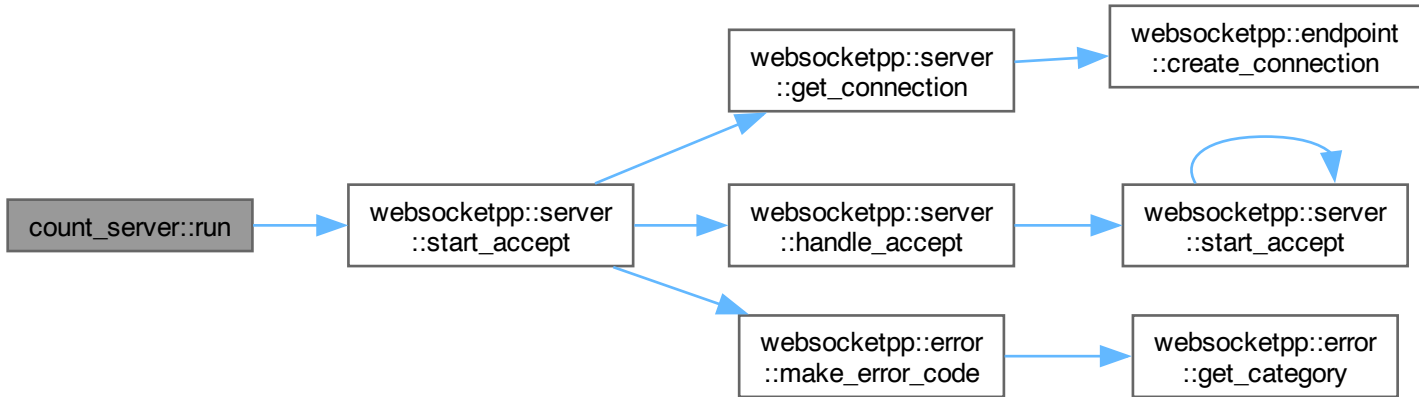 websocketpp::endpoint
::create_connection
websocketpp::server
::get_connection
count_server::run
websocketpp::server
::start_accept
websocketpp::server
::handle_accept
websocketpp::server
::start_accept
websocketpp::error
::make_error_code
websocketpp::error
::get_category